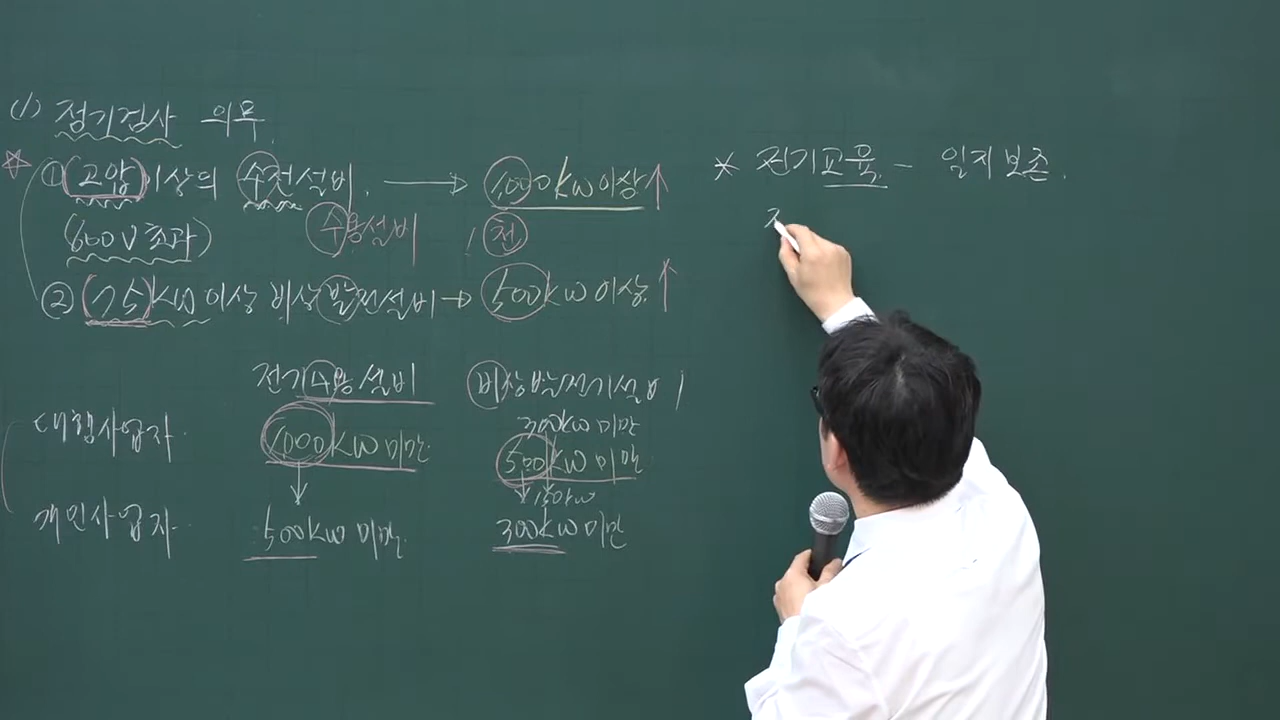 (1) 정기검사 의무
① 고압이상의 수전설비 → 1,000kW 이상 ↑
(600V 초과) 수용설비 천
② 75kW 이상 비상발전설비 → 500kW 이상. ↑
전기수용설비 비상발전기설비
300kW 미만
대행사업자. 1,000kW 미만. 500kW 미만
개인사업자. 500kW 미만. 300kW 미만
* 전기교육. - 일지보존.